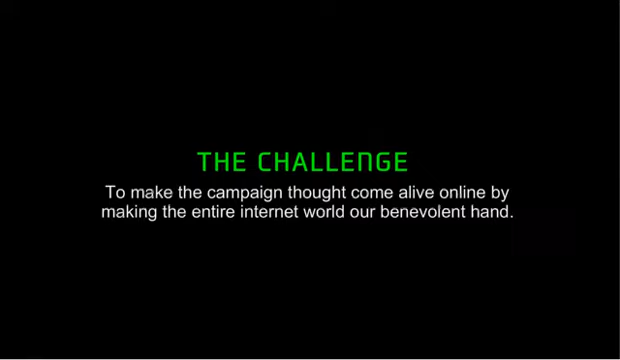 THE CHALLENGE
To make the campaign thought come alive online by
making the entire internet world our benevolent hand.